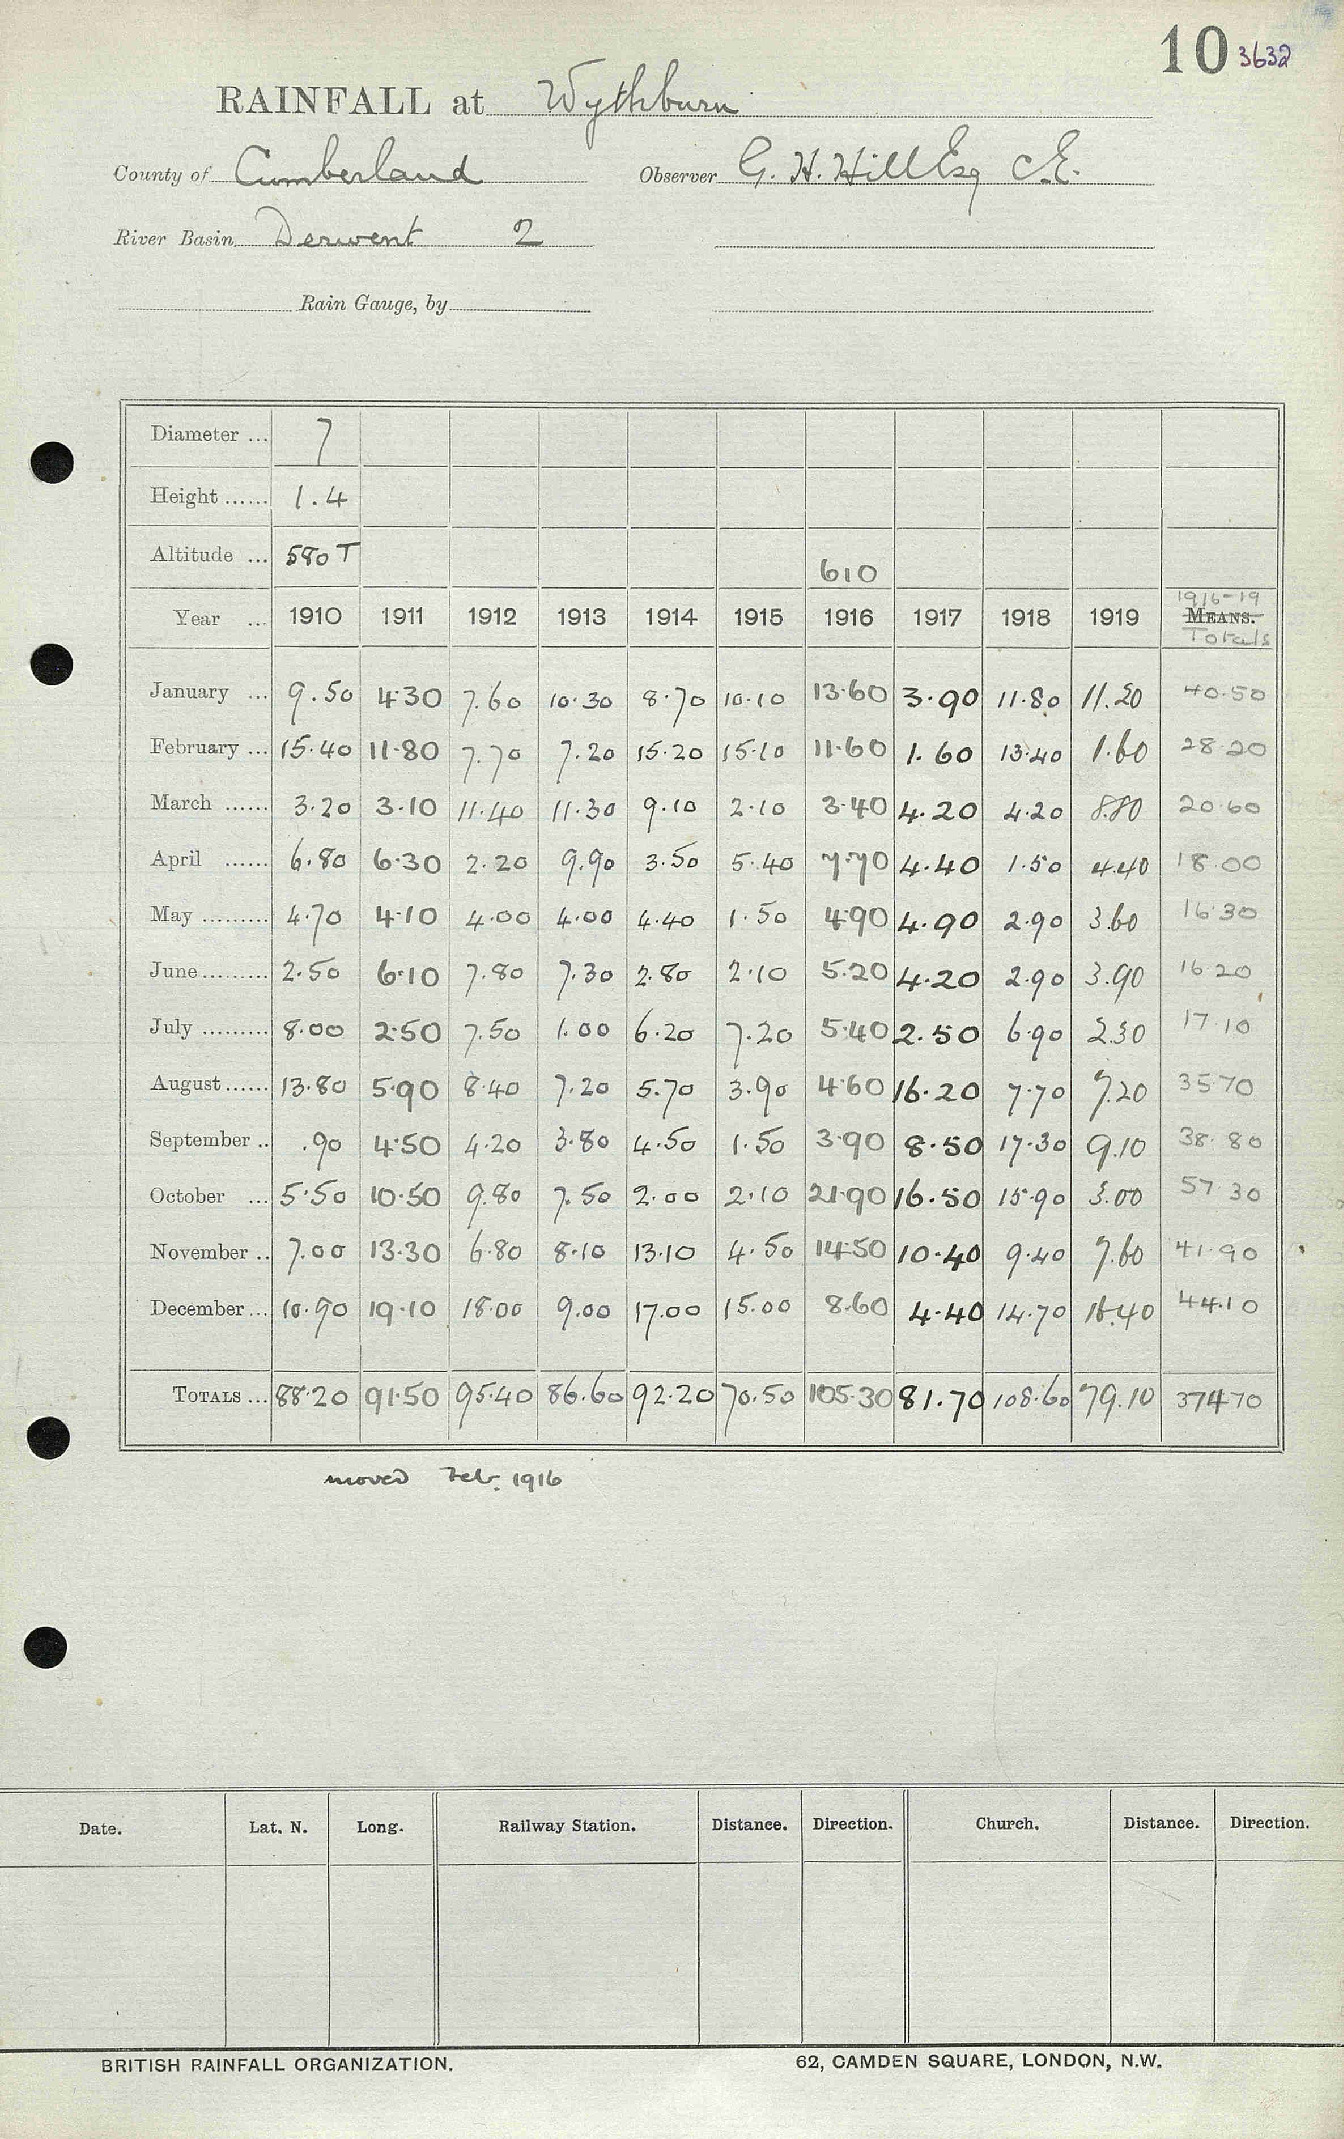 10 3632
RAINFALL at Wythburn
County of Cumberland Observer G. H. Hill Esq C.E.
River Basin Derwent 2
Rain Gauge, by
Diameter ... 7
Height ...... 1.4
Altitude ... 580 T 610
Year ... 1910 1911 1912 1913 1914 1915 1916 1917 1918 1919 1916-19 MEANS. Totals
January ... 9.50 4.30 7.60 10.30 8.70 10.10 13.60 3.90 11.80 11.20 40.50
February ... 15.40 11.80 7.70 7.20 15.20 15.10 11.60 1.60 13.40 1.60 28.20
March ...... 3.20 3.10 11.40 11.30 9.10 2.10 3.40 4.20 4.20 8.80 20.60
April ...... 6.80 6.30 2.20 9.90 3.50 5.40 7.70 4.40 1.50 4.40 18.00
May ......... 4.70 4.10 4.00 4.00 4.40 1.50 4.90 4.90 2.90 3.60 16.30
June ......... 2.50 6.10 7.80 7.30 2.80 2.10 5.20 4.20 2.90 3.90 16.20
July ......... 8.00 2.50 7.50 1.00 6.20 7.20 5.40 2.50 6.90 2.30 17.10
August ...... 13.80 5.90 8.40 7.20 5.70 3.90 4.60 16.20 7.70 7.20 35.70
September .. .90 4.50 4.20 3.80 4.50 1.50 3.90 8.50 17.30 9.10 38.80
October ... 5.50 10.50 9.80 7.50 2.00 2.10 21.90 16.50 15.90 3.00 57.30
November .. 7.00 13.30 6.80 8.10 13.10 4.50 14.50 10.40 9.40 7.60 41.90
December ... 10.90 19.10 18.00 9.00 17.00 15.00 8.60 4.40 14.70 16.40 44.10
TOTALS ... 88.20 91.50 95.40 86.60 92.20 70.50 105.30 81.70 108.60 79.10 374.70
moved Feb. 1916
Date. Lat. N. Long. Railway Station. Distance. Direction. Church. Distance. Direction.
BRITISH RAINFALL ORGANIZATION. 62, CAMDEN SQUARE, LONDON, N.W.